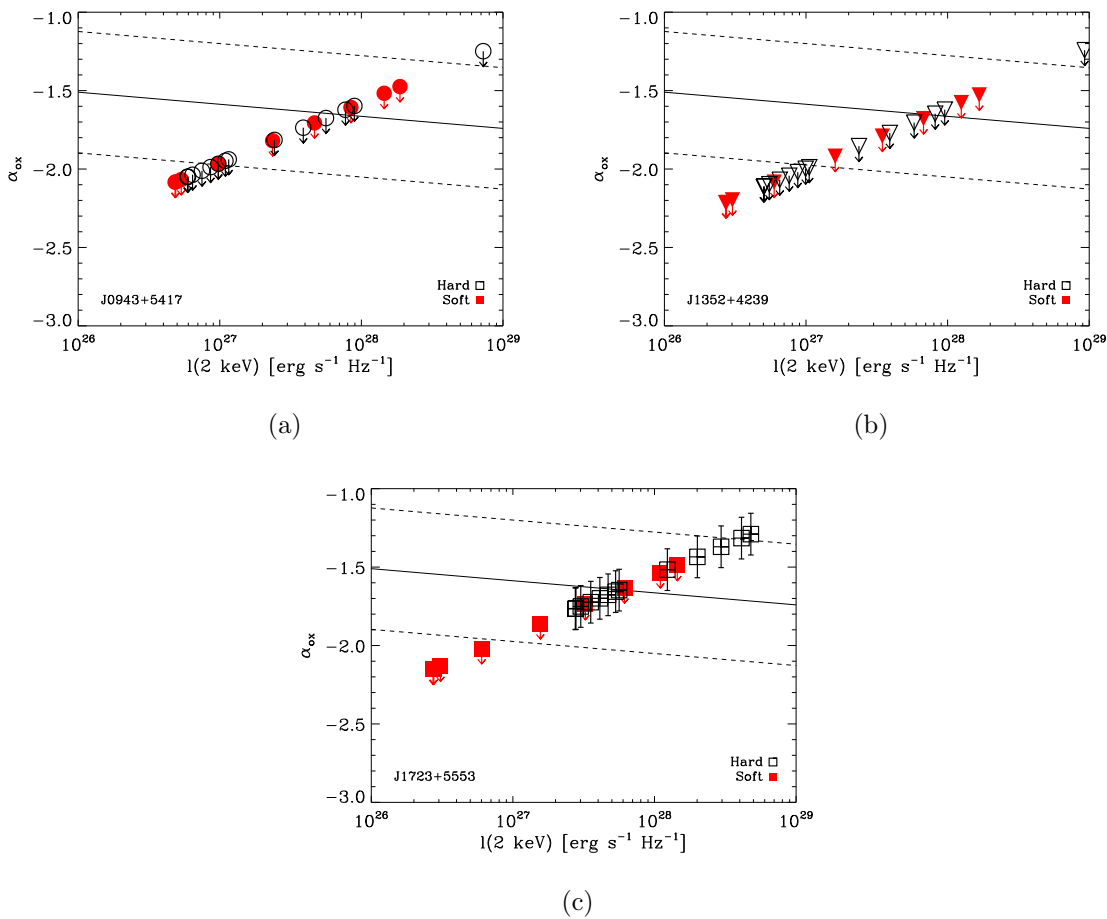 −1.0
−1.5
−2.0
−2.5
−3.0
αox
J0943+5417
Hard
Soft
10^26 10^27 10^28 10^29
l(2 keV) [erg s^−1 Hz^−1]
(a)
−1.0
−1.5
−2.0
−2.5
−3.0
αox
J1352+4239
Hard
Soft
10^26 10^27 10^28 10^29
l(2 keV) [erg s^−1 Hz^−1]
(b)
−1.0
−1.5
−2.0
−2.5
−3.0
αox
J1723+5553
Hard
Soft
10^26 10^27 10^28 10^29
l(2 keV) [erg s^−1 Hz^−1]
(c)